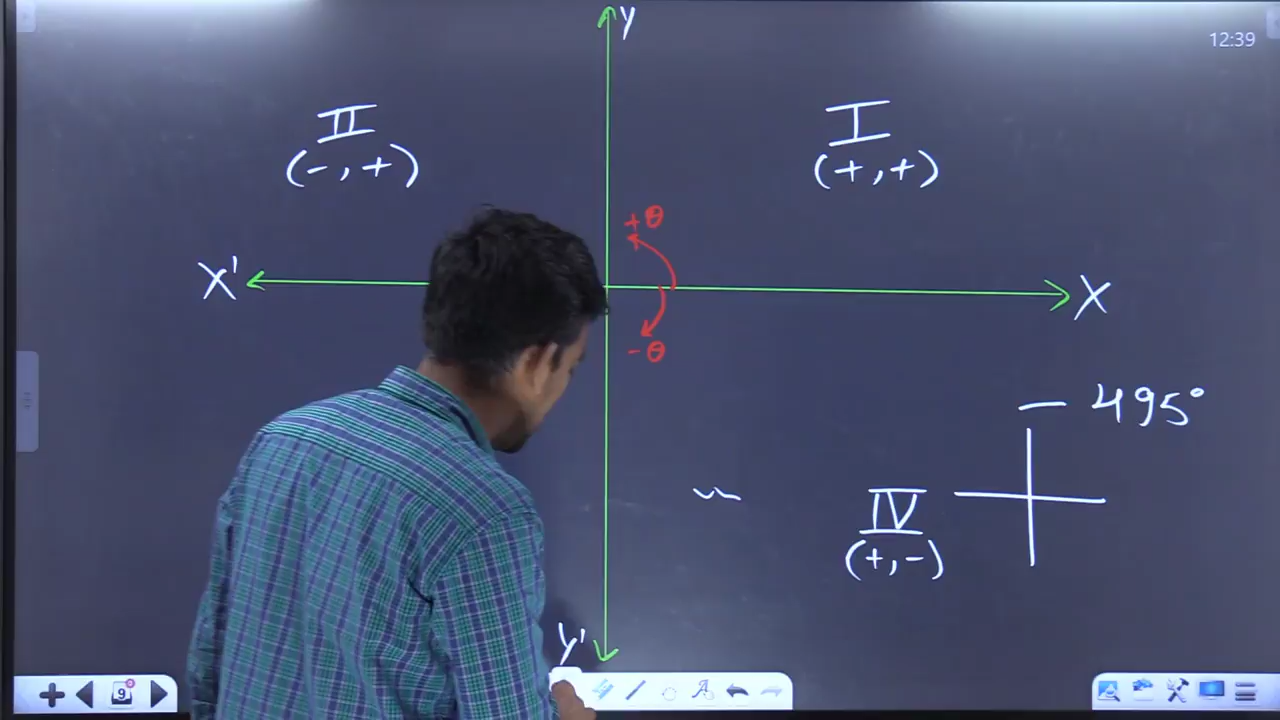 Y
12:39
II
I
(-,+)
(+,+)
+θ
X'
X
-θ
- 495°
IV
(+,-)
Y'
9